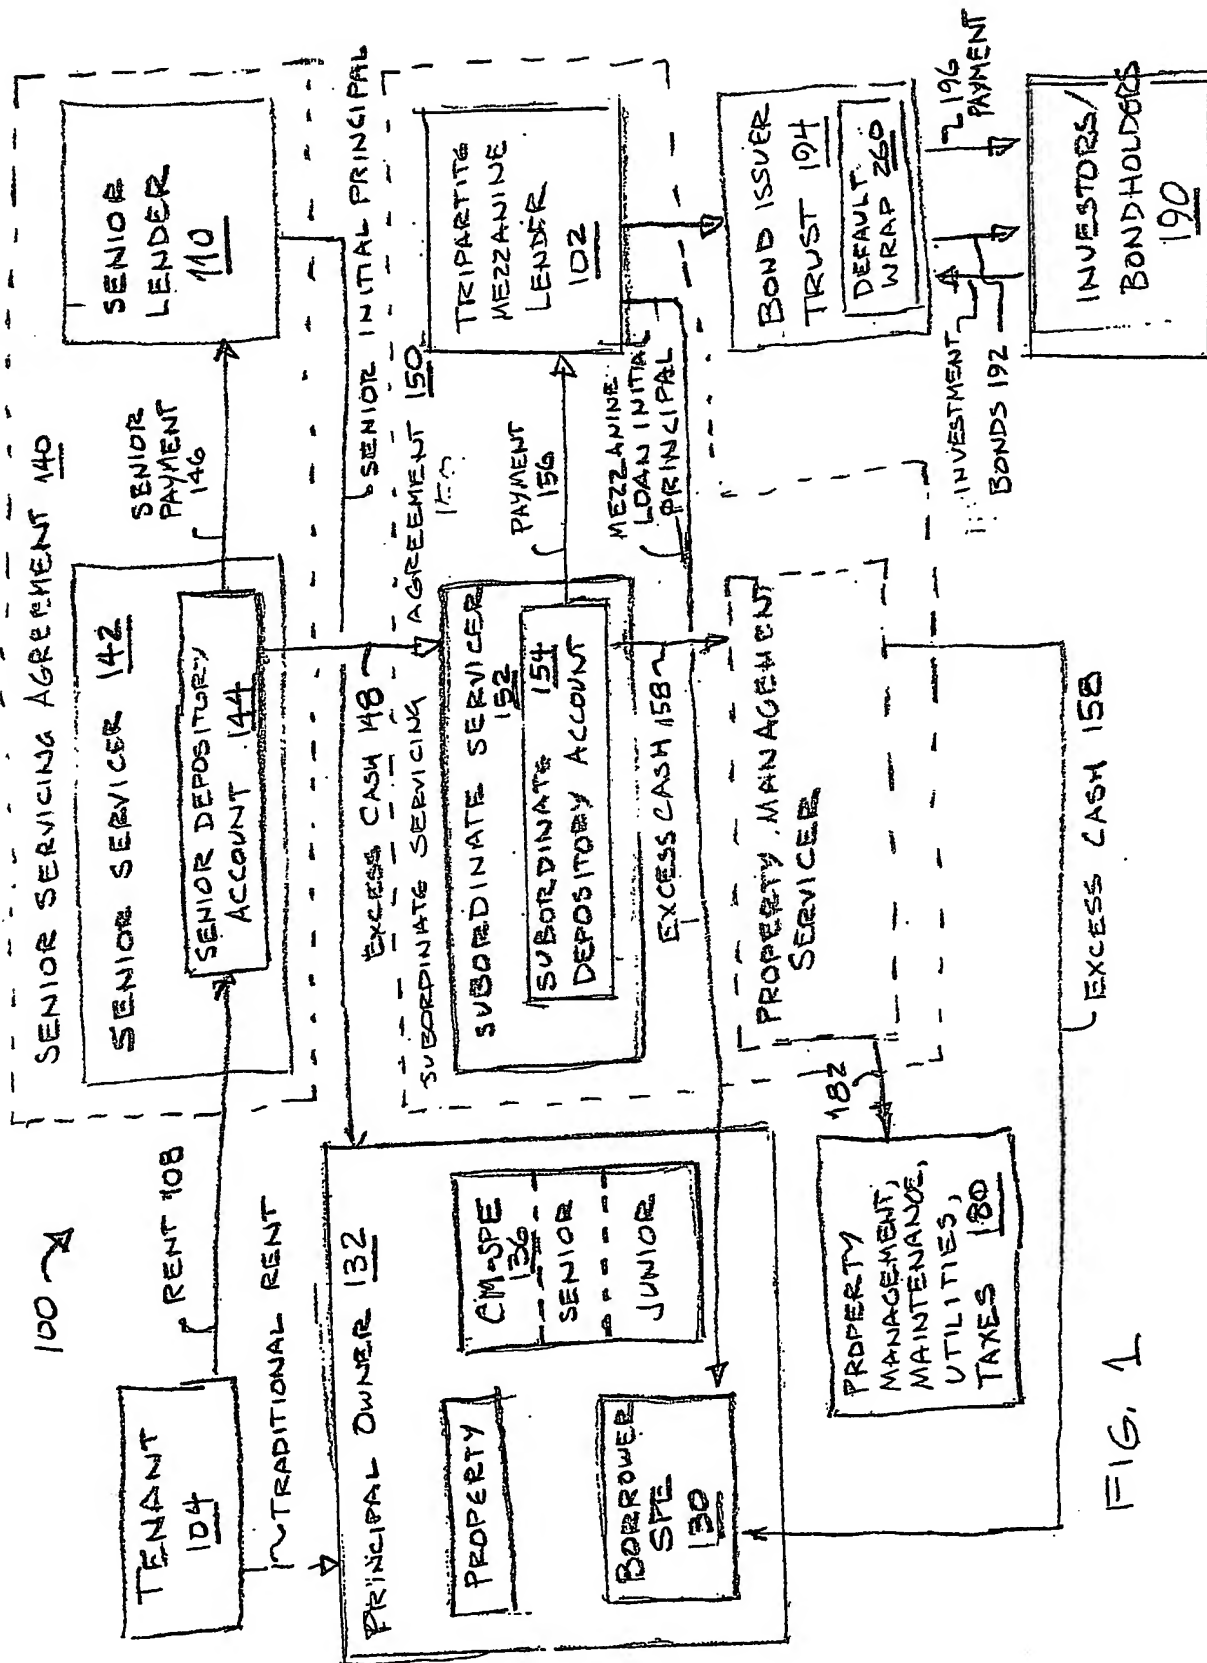 100
SENIOR SERVICING AGREEMENT 140
SENIOR SERVICER 142
SENIOR DEPOSITORY
ACCOUNT 144
SENIOR
PAYMENT
146
SENIOR
LENDER
110
TENANT
104
RENT 108
TRADITIONAL RENT
SENIOR INITIAL PRINCIPAL
EXCESS CASH 148
SUBORDINATE SERVICING AGREEMENT 150
PRINCIPAL OWNER 132
PROPERTY
CM-SPE
136
SENIOR
JUNIOR
BORROWER
SPE
130
SUBORDINATE SERVICER
152
SUBORDINATE 154
DEPOSITORY ACCOUNT
PAYMENT
156
TRIPARTITE
MEZZANINE
LENDER
102
MEZZANINE
LOAN INITIAL
PRINCIPAL
EXCESS CASH 158
PROPERTY MANAGEMENT
SERVICER
BOND ISSUER
TRUST 194
DEFAULT
WRAP 260
182
PROPERTY
MANAGEMENT,
MAINTENANCE,
UTILITIES,
TAXES 180
INVESTMENT
BONDS 192
196
PAYMENT
INVESTORS/
BONDHOLDERS
190
EXCESS CASH 158
FIG. 1